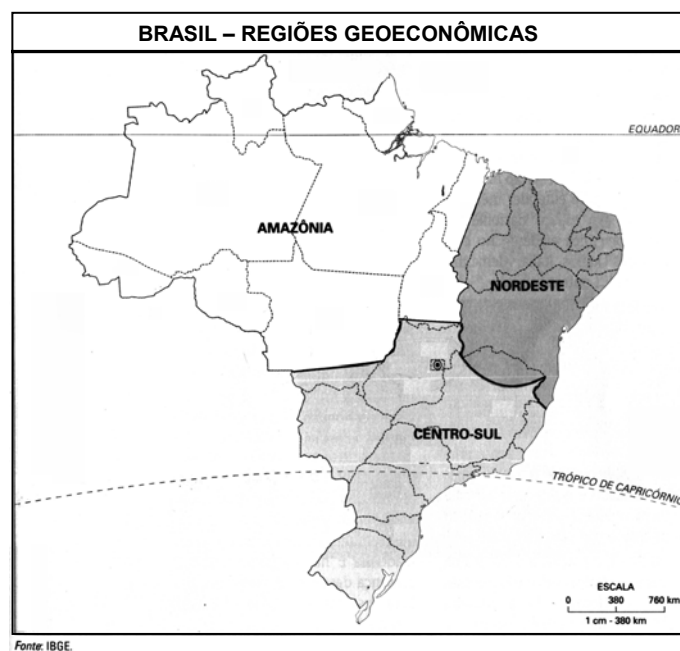 BRASIL – REGIÕES GEOECONÔMICAS
EQUADOR
AMAZÔNIA
NORDESTE
CENTRO-SUL
TRÓPICO DE CAPRICÓRNIO
ESCALA
0 380 760 km
1 cm - 380 km
Fonte: IBGE.